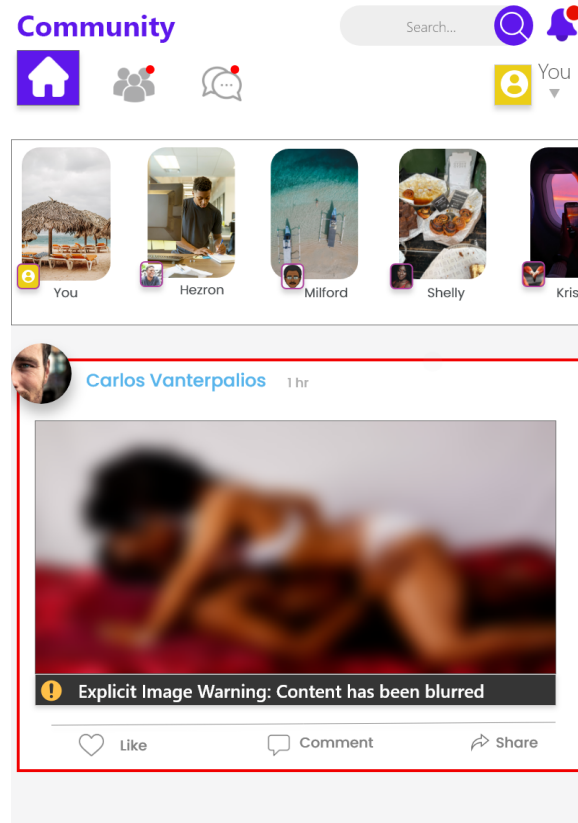 Community
Search...
You
You
Hezron
Milford
Shelly
Kris
Carlos Vanterpalios 1 hr
Explicit Image Warning: Content has been blurred
Like Comment Share